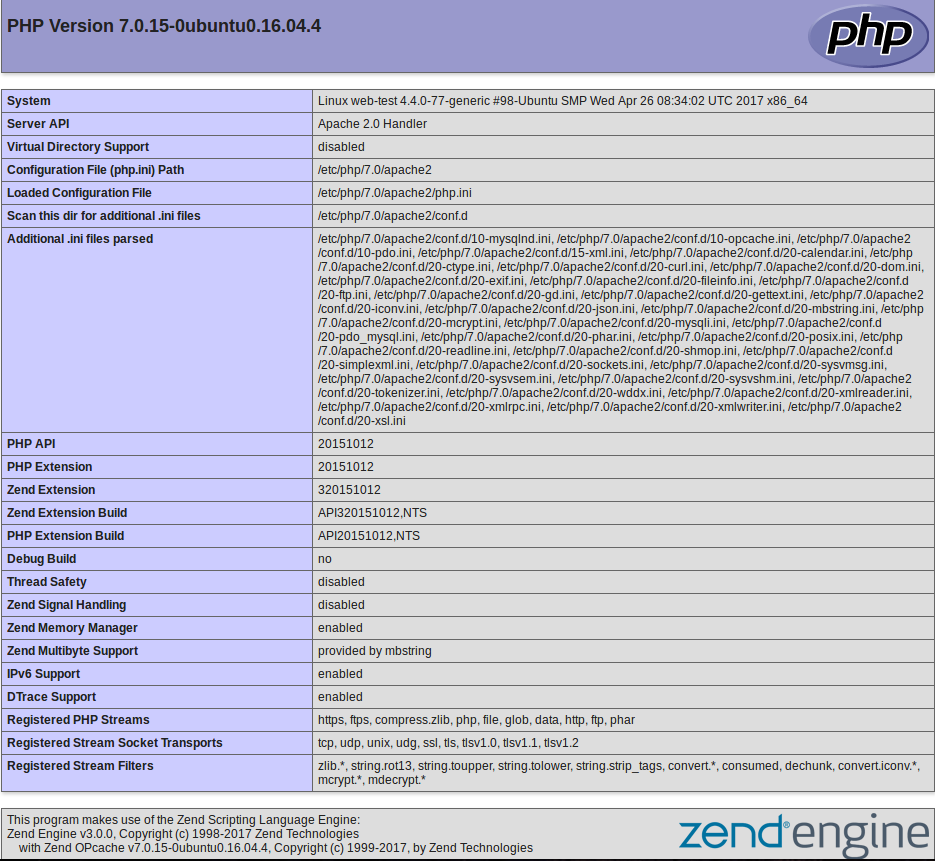 PHP Version 7.0.15-0ubuntu0.16.04.4
php
System Linux web-test 4.4.0-77-generic #98-Ubuntu SMP Wed Apr 26 08:34:02 UTC 2017 x86_64
Server API Apache 2.0 Handler
Virtual Directory Support disabled
Configuration File (php.ini) Path /etc/php/7.0/apache2
Loaded Configuration File /etc/php/7.0/apache2/php.ini
Scan this dir for additional .ini files /etc/php/7.0/apache2/conf.d
Additional .ini files parsed /etc/php/7.0/apache2/conf.d/10-mysqlnd.ini, /etc/php/7.0/apache2/conf.d/10-opcache.ini, /etc/php/7.0/apache2
/conf.d/10-pdo.ini, /etc/php/7.0/apache2/conf.d/15-xml.ini, /etc/php/7.0/apache2/conf.d/20-calendar.ini, /etc/php
/7.0/apache2/conf.d/20-ctype.ini, /etc/php/7.0/apache2/conf.d/20-curl.ini, /etc/php/7.0/apache2/conf.d/20-dom.ini,
/etc/php/7.0/apache2/conf.d/20-exif.ini, /etc/php/7.0/apache2/conf.d/20-fileinfo.ini, /etc/php/7.0/apache2/conf.d
/20-ftp.ini, /etc/php/7.0/apache2/conf.d/20-gd.ini, /etc/php/7.0/apache2/conf.d/20-gettext.ini, /etc/php/7.0/apache2
/conf.d/20-iconv.ini, /etc/php/7.0/apache2/conf.d/20-json.ini, /etc/php/7.0/apache2/conf.d/20-mbstring.ini, /etc/php
/7.0/apache2/conf.d/20-mcrypt.ini, /etc/php/7.0/apache2/conf.d/20-mysqli.ini, /etc/php/7.0/apache2/conf.d
/20-pdo_mysql.ini, /etc/php/7.0/apache2/conf.d/20-phar.ini, /etc/php/7.0/apache2/conf.d/20-posix.ini, /etc/php
/7.0/apache2/conf.d/20-readline.ini, /etc/php/7.0/apache2/conf.d/20-shmop.ini, /etc/php/7.0/apache2/conf.d
/20-simplexml.ini, /etc/php/7.0/apache2/conf.d/20-sockets.ini, /etc/php/7.0/apache2/conf.d/20-sysvmsg.ini,
/etc/php/7.0/apache2/conf.d/20-sysvsem.ini, /etc/php/7.0/apache2/conf.d/20-sysvshm.ini, /etc/php/7.0/apache2
/conf.d/20-tokenizer.ini, /etc/php/7.0/apache2/conf.d/20-wddx.ini, /etc/php/7.0/apache2/conf.d/20-xmlreader.ini,
/etc/php/7.0/apache2/conf.d/20-xmlrpc.ini, /etc/php/7.0/apache2/conf.d/20-xmlwriter.ini, /etc/php/7.0/apache2
/conf.d/20-xsl.ini
PHP API 20151012
PHP Extension 20151012
Zend Extension 320151012
Zend Extension Build API320151012,NTS
PHP Extension Build API20151012,NTS
Debug Build no
Thread Safety disabled
Zend Signal Handling disabled
Zend Memory Manager enabled
Zend Multibyte Support provided by mbstring
IPv6 Support enabled
DTrace Support enabled
Registered PHP Streams https, ftps, compress.zlib, php, file, glob, data, http, ftp, phar
Registered Stream Socket Transports tcp, udp, unix, udg, ssl, tls, tlsv1.0, tlsv1.1, tlsv1.2
Registered Stream Filters zlib.*, string.rot13, string.toupper, string.tolower, string.strip_tags, convert.*, consumed, dechunk, convert.iconv.*,
mcrypt.*, mdecrypt.*
This program makes use of the Zend Scripting Language Engine:
Zend Engine v3.0.0, Copyright (c) 1998-2017 Zend Technologies
with Zend OPcache v7.0.15-0ubuntu0.16.04.4, Copyright (c) 1999-2017, by Zend Technologies
zend® engine